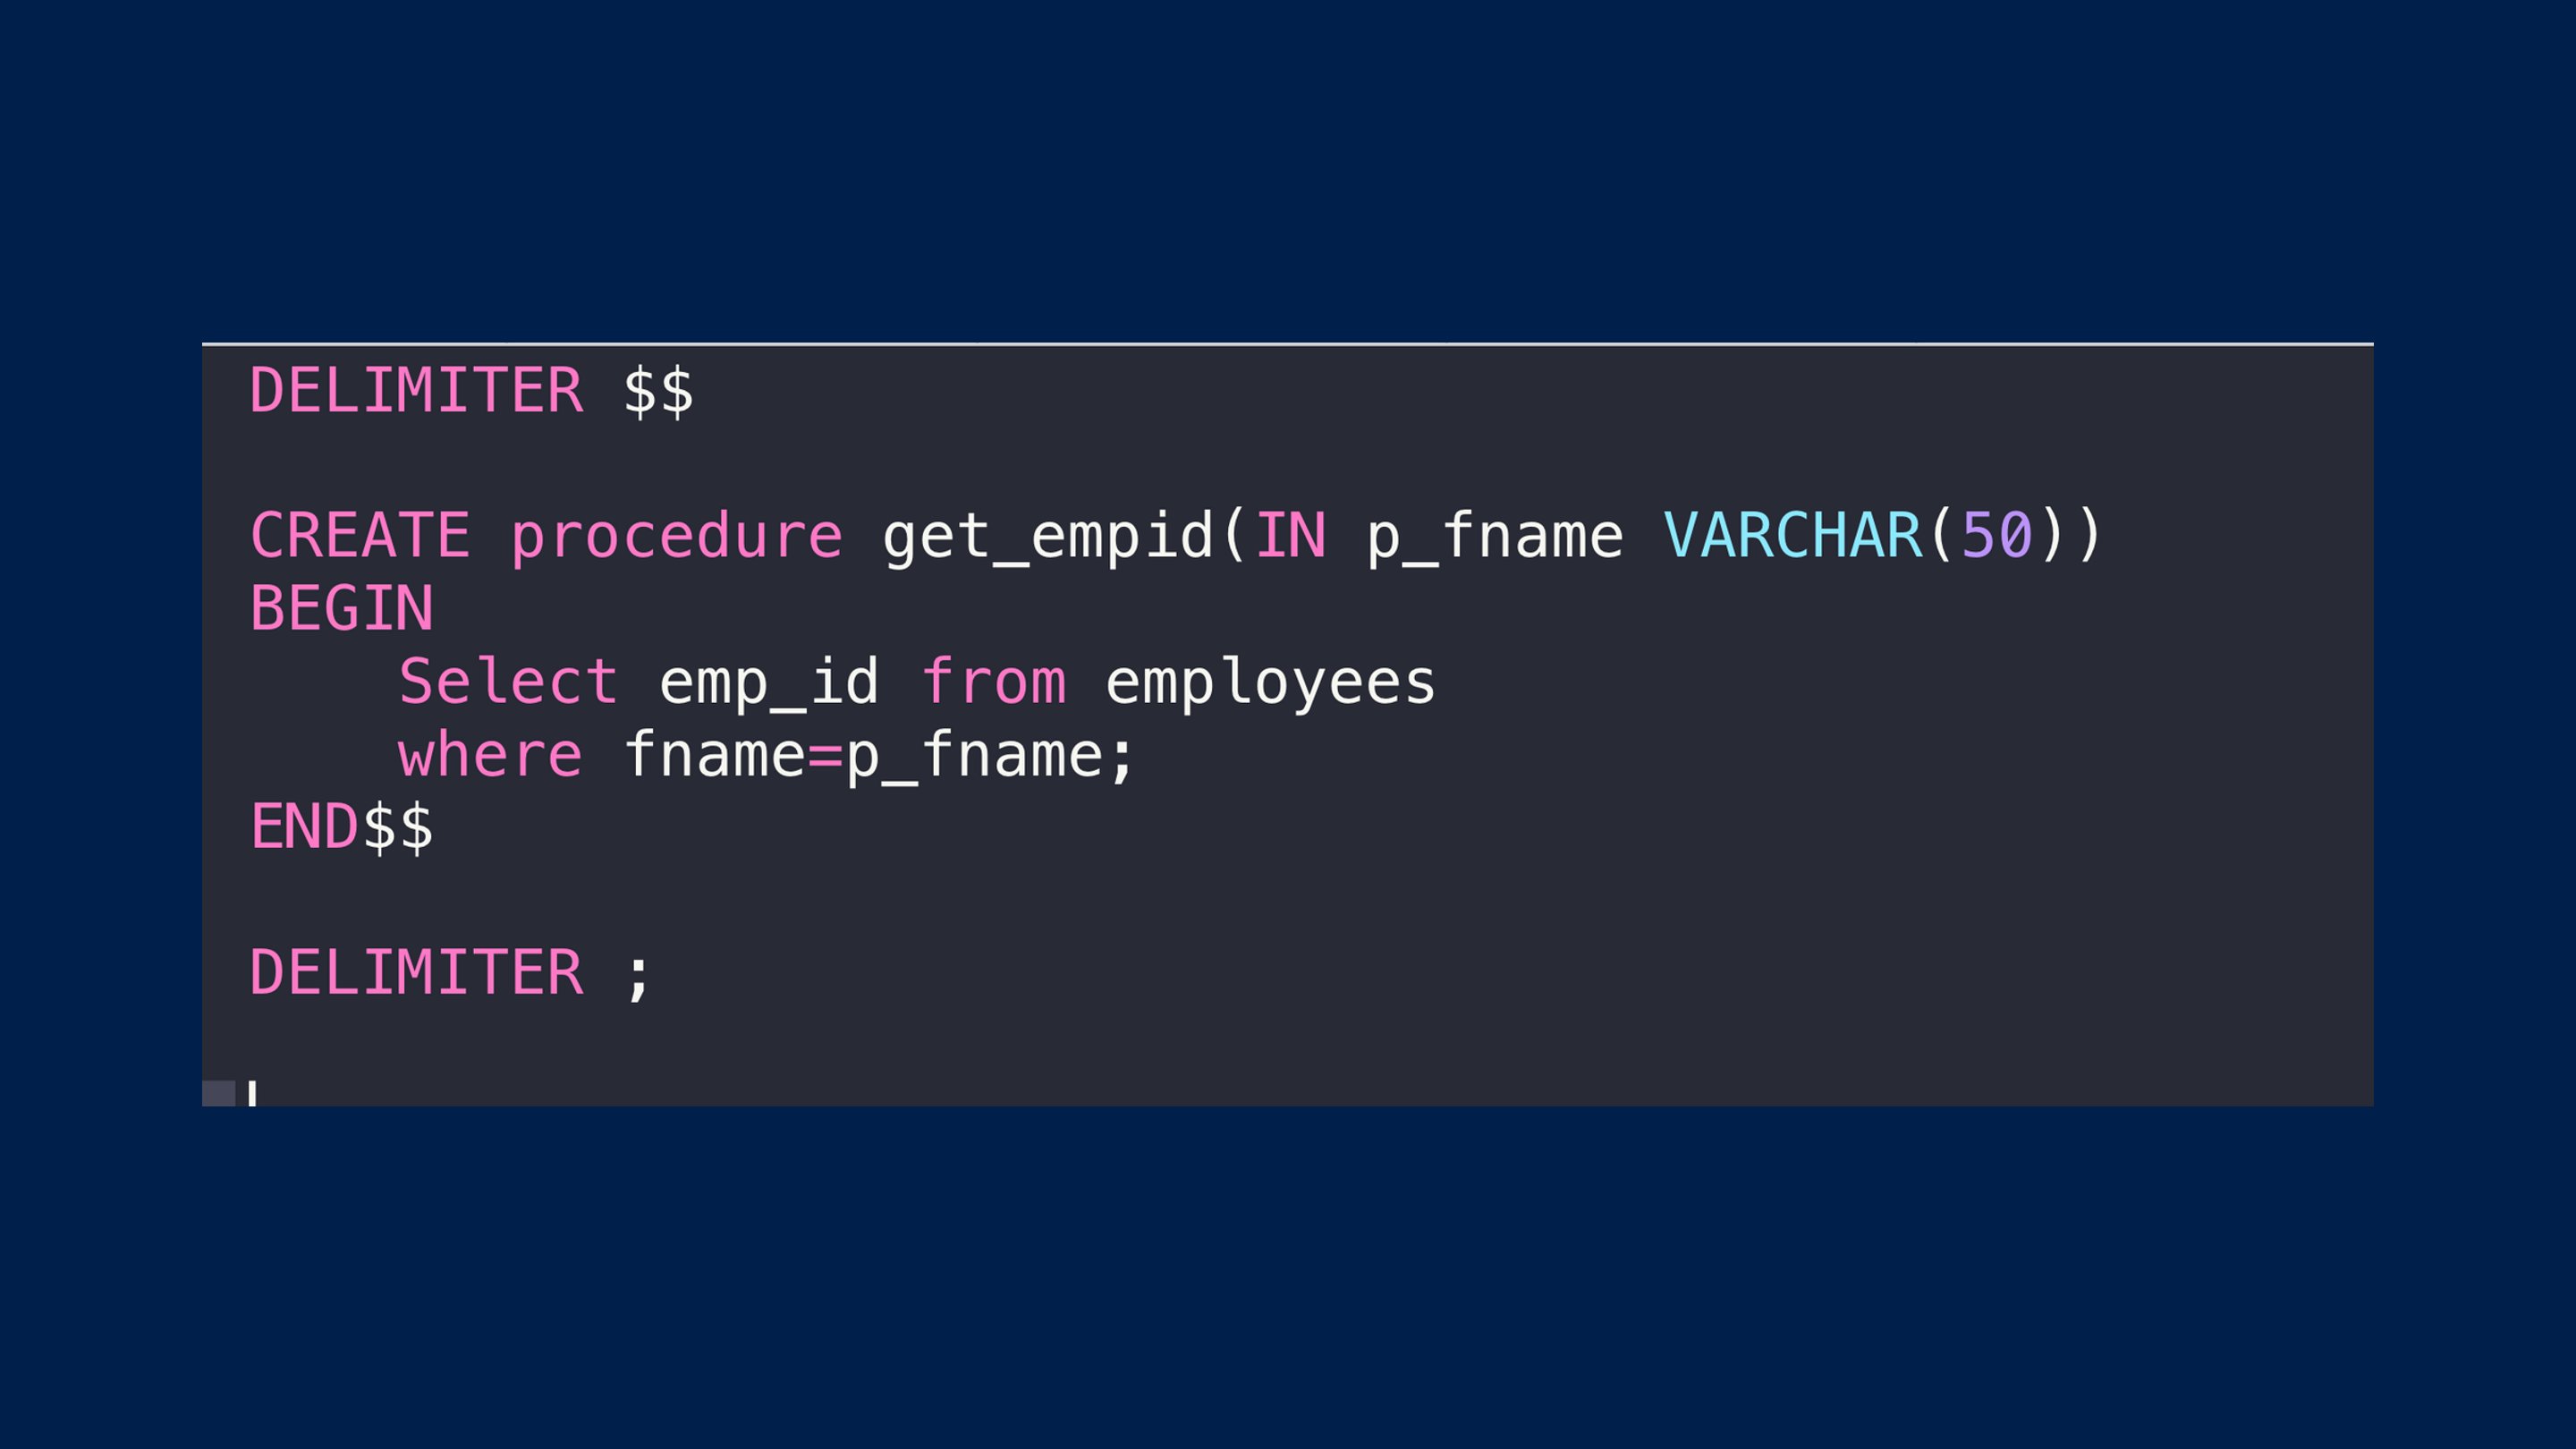 DELIMITER $$
CREATE procedure get_empid(IN p_fname VARCHAR(50))
BEGIN
Select emp_id from employees
where fname=p_fname;
END$$
DELIMITER ;